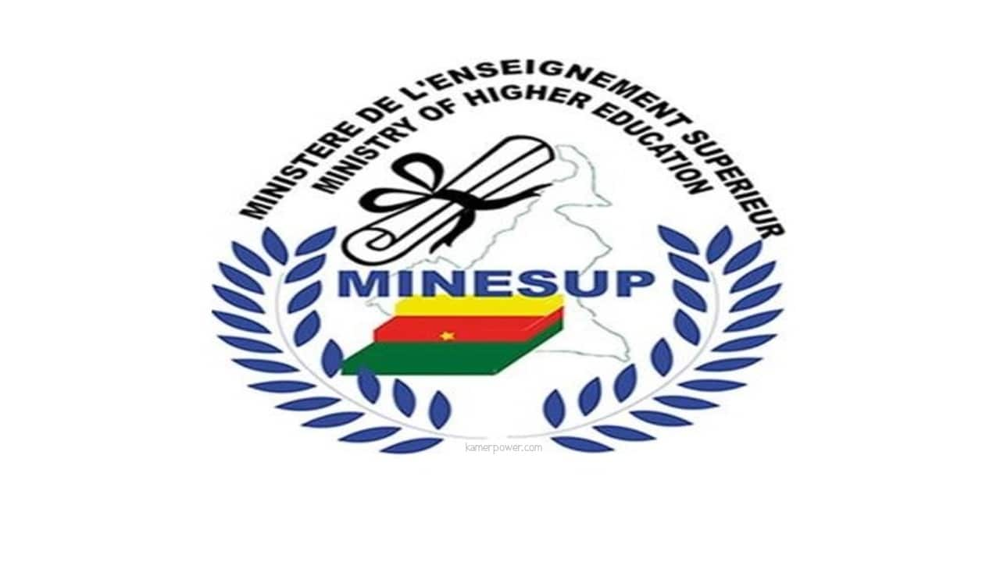 MINISTERE DE L'ENSEIGNEMENT SUPERIEUR
MINISTRY OF HIGHER EDUCATION
MINESUP
kamerpower.com